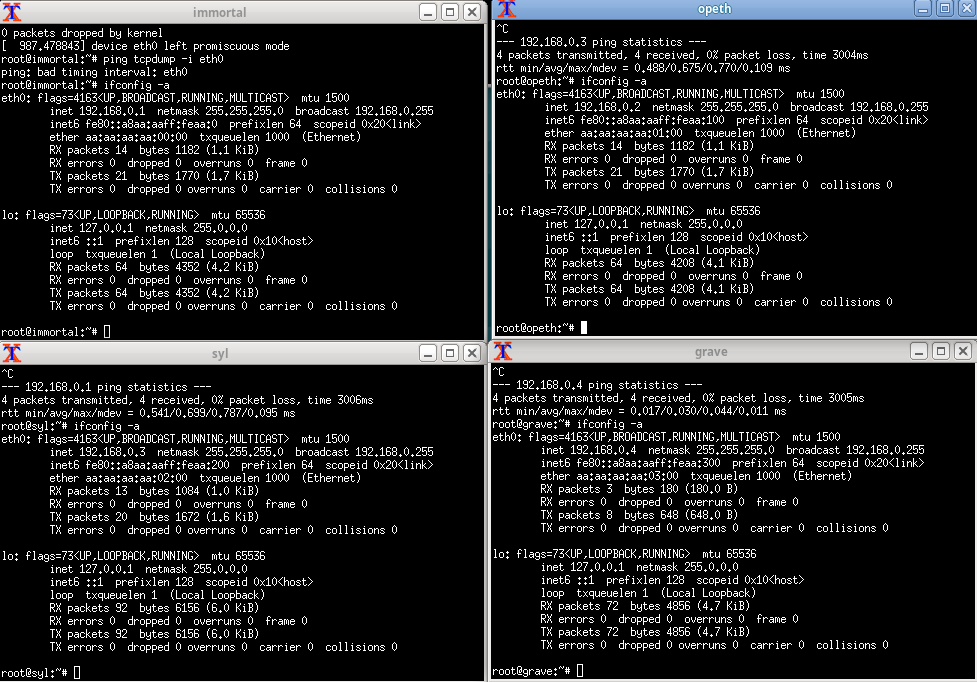 immortal
0 packets dropped by kernel
[  987.478843] device eth0 left promiscuous mode
root@immortal:~# ping tcpdump -i eth0
ping: bad timing interval: eth0
root@immortal:~# ifconfig -a
eth0: flags=4163<UP,BROADCAST,RUNNING,MULTICAST>  mtu 1500
        inet 192.168.0.1  netmask 255.255.255.0  broadcast 192.168.0.255
        inet6 fe80::a8aa:aaff:feaa:0  prefixlen 64  scopeid 0x20<link>
        ether aa:aa:aa:aa:00:00  txqueuelen 1000  (Ethernet)
        RX packets 14  bytes 1182 (1.1 KiB)
        RX errors 0  dropped 0  overruns 0  frame 0
        TX packets 21  bytes 1770 (1.7 KiB)
        TX errors 0  dropped 0 overruns 0  carrier 0  collisions 0

lo: flags=73<UP,LOOPBACK,RUNNING>  mtu 65536
        inet 127.0.0.1  netmask 255.0.0.0
        inet6 ::1  prefixlen 128  scopeid 0x10<host>
        loop  txqueuelen 1  (Local Loopback)
        RX packets 64  bytes 4352 (4.2 KiB)
        RX errors 0  dropped 0  overruns 0  frame 0
        TX packets 64  bytes 4352 (4.2 KiB)
        TX errors 0  dropped 0 overruns 0  carrier 0  collisions 0

root@immortal:~#
opeth
^C
--- 192.168.0.3 ping statistics ---
4 packets transmitted, 4 received, 0% packet loss, time 3004ms
rtt min/avg/max/mdev = 0.488/0.675/0.770/0.109 ms
root@opeth:~# ifconfig -a
eth0: flags=4163<UP,BROADCAST,RUNNING,MULTICAST>  mtu 1500
        inet 192.168.0.2  netmask 255.255.255.0  broadcast 192.168.0.255
        inet6 fe80::a8aa:aaff:feaa:100  prefixlen 64  scopeid 0x20<link>
        ether aa:aa:aa:aa:01:00  txqueuelen 1000  (Ethernet)
        RX packets 14  bytes 1182 (1.1 KiB)
        RX errors 0  dropped 0  overruns 0  frame 0
        TX packets 21  bytes 1770 (1.7 KiB)
        TX errors 0  dropped 0 overruns 0  carrier 0  collisions 0

lo: flags=73<UP,LOOPBACK,RUNNING>  mtu 65536
        inet 127.0.0.1  netmask 255.0.0.0
        inet6 ::1  prefixlen 128  scopeid 0x10<host>
        loop  txqueuelen 1  (Local Loopback)
        RX packets 64  bytes 4208 (4.1 KiB)
        RX errors 0  dropped 0  overruns 0  frame 0
        TX packets 64  bytes 4208 (4.1 KiB)
        TX errors 0  dropped 0 overruns 0  carrier 0  collisions 0

root@opeth:~#
syl
^C
--- 192.168.0.1 ping statistics ---
4 packets transmitted, 4 received, 0% packet loss, time 3006ms
rtt min/avg/max/mdev = 0.541/0.699/0.787/0.095 ms
root@syl:~# ifconfig -a
eth0: flags=4163<UP,BROADCAST,RUNNING,MULTICAST>  mtu 1500
        inet 192.168.0.3  netmask 255.255.255.0  broadcast 192.168.0.255
        inet6 fe80::a8aa:aaff:feaa:200  prefixlen 64  scopeid 0x20<link>
        ether aa:aa:aa:aa:02:00  txqueuelen 1000  (Ethernet)
        RX packets 13  bytes 1084 (1.0 KiB)
        RX errors 0  dropped 0  overruns 0  frame 0
        TX packets 20  bytes 1672 (1.6 KiB)
        TX errors 0  dropped 0 overruns 0  carrier 0  collisions 0

lo: flags=73<UP,LOOPBACK,RUNNING>  mtu 65536
        inet 127.0.0.1  netmask 255.0.0.0
        inet6 ::1  prefixlen 128  scopeid 0x10<host>
        loop  txqueuelen 1  (Local Loopback)
        RX packets 92  bytes 6156 (6.0 KiB)
        RX errors 0  dropped 0  overruns 0  frame 0
        TX packets 92  bytes 6156 (6.0 KiB)
        TX errors 0  dropped 0 overruns 0  carrier 0  collisions 0

root@syl:~#
grave
^C
--- 192.168.0.4 ping statistics ---
4 packets transmitted, 4 received, 0% packet loss, time 3005ms
rtt min/avg/max/mdev = 0.017/0.030/0.044/0.011 ms
root@grave:~# ifconfig -a
eth0: flags=4163<UP,BROADCAST,RUNNING,MULTICAST>  mtu 1500
        inet 192.168.0.4  netmask 255.255.255.0  broadcast 192.168.0.255
        inet6 fe80::a8aa:aaff:feaa:300  prefixlen 64  scopeid 0x20<link>
        ether aa:aa:aa:aa:03:00  txqueuelen 1000  (Ethernet)
        RX packets 3  bytes 180 (180.0 B)
        RX errors 0  dropped 0  overruns 0  frame 0
        TX packets 8  bytes 648 (648.0 B)
        TX errors 0  dropped 0 overruns 0  carrier 0  collisions 0

lo: flags=73<UP,LOOPBACK,RUNNING>  mtu 65536
        inet 127.0.0.1  netmask 255.0.0.0
        inet6 ::1  prefixlen 128  scopeid 0x10<host>
        loop  txqueuelen 1  (Local Loopback)
        RX packets 72  bytes 4856 (4.7 KiB)
        RX errors 0  dropped 0  overruns 0  frame 0
        TX packets 72  bytes 4856 (4.7 KiB)
        TX errors 0  dropped 0 overruns 0  carrier 0  collisions 0

root@grave:~#